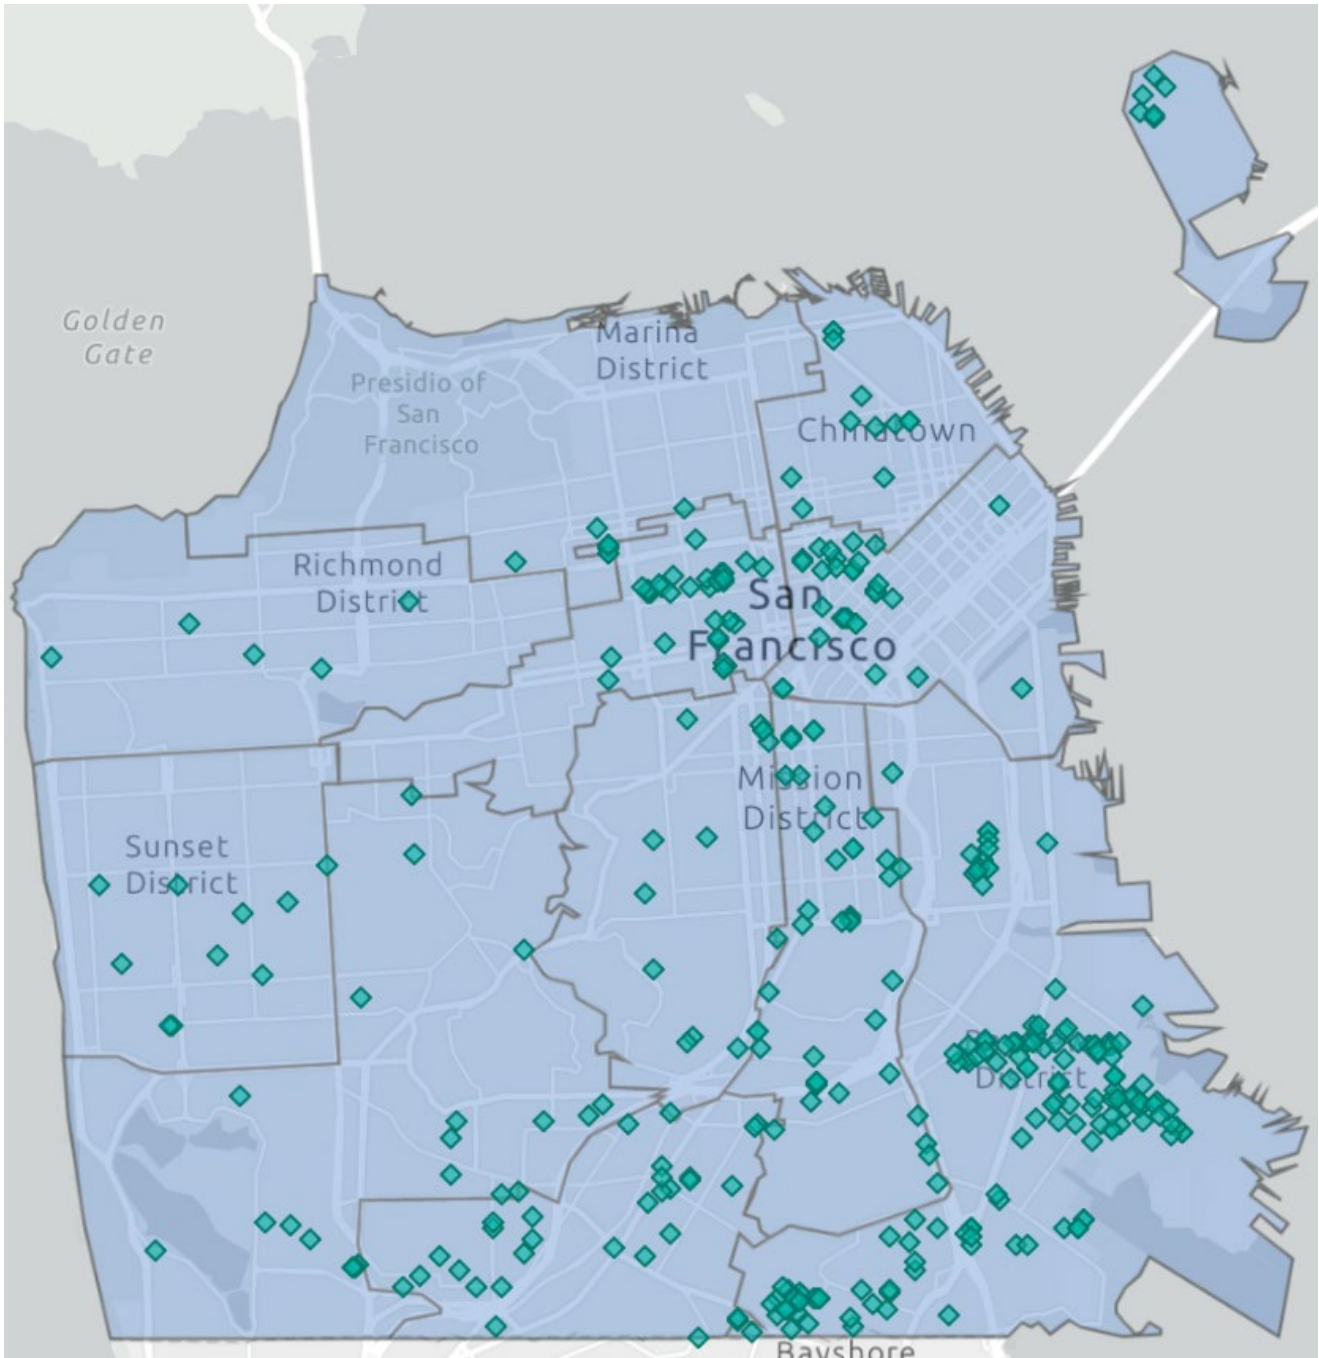 Golden
Gate
Marina
District
Presidio of
San
Francisco
Chinatown
Richmond
District
San
Francisco
Mission
District
Sunset
District
District
Bayshore